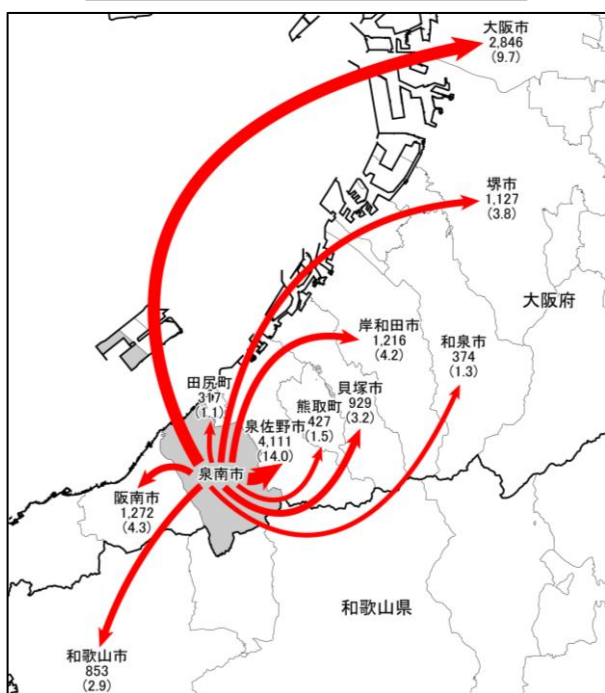 大阪市
2,846
(9.7)
堺市
1,127
(3.8)
大阪府
岸和田市
1,216
(4.2)
和泉市
374
(1.3)
田尻町
317
(1.1)
貝塚市
929
(3.2)
熊取町
427
(1.5)
泉佐野市
4,111
(14.0)
泉南市
阪南市
1,272
(4.3)
和歌山県
和歌山市
853
(2.9)